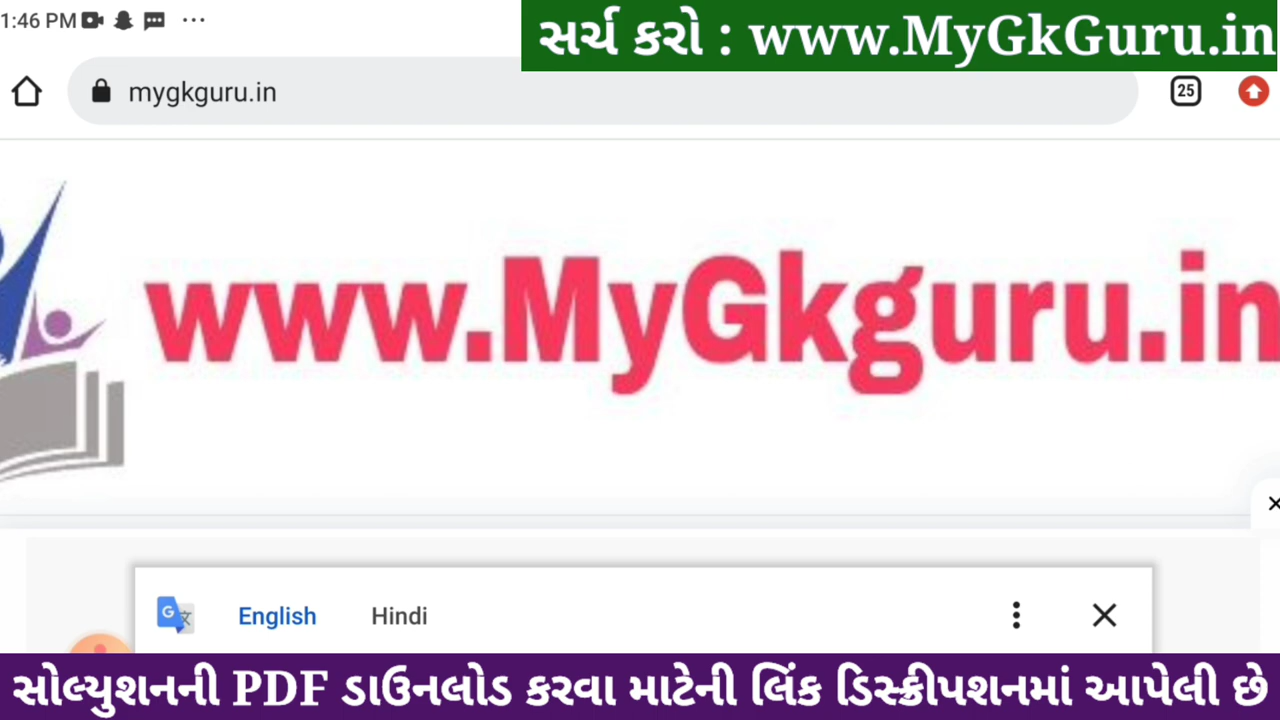 1:46 PM
સર્ચ કરો : www.MyGkGuru.in
mygkguru.in
25
www.MyGkguru.in
G 文
English Hindi
સોલ્યુશનની PDF ડાઉનલોડ કરવા માટેની લિંક ડિસ્ક્રીપશનમાં આપેલી છે